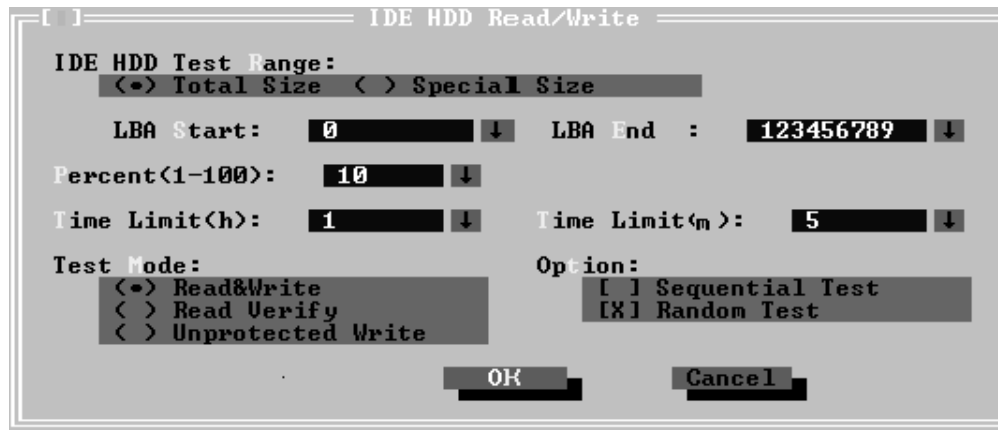 [ ] IDE HDD Read/Write
IDE HDD Test Range:
(•) Total Size ( ) Special Size
LBA Start: 0 ↓ LBA End : 123456789 ↓
Percent(1-100): 10 ↓
Time Limit(h): 1 ↓ Time Limit(m): 5 ↓
Test Mode: Option:
(•) Read&Write [ ] Sequential Test
( ) Read Verify [X] Random Test
( ) Unprotected Write
OK Cancel